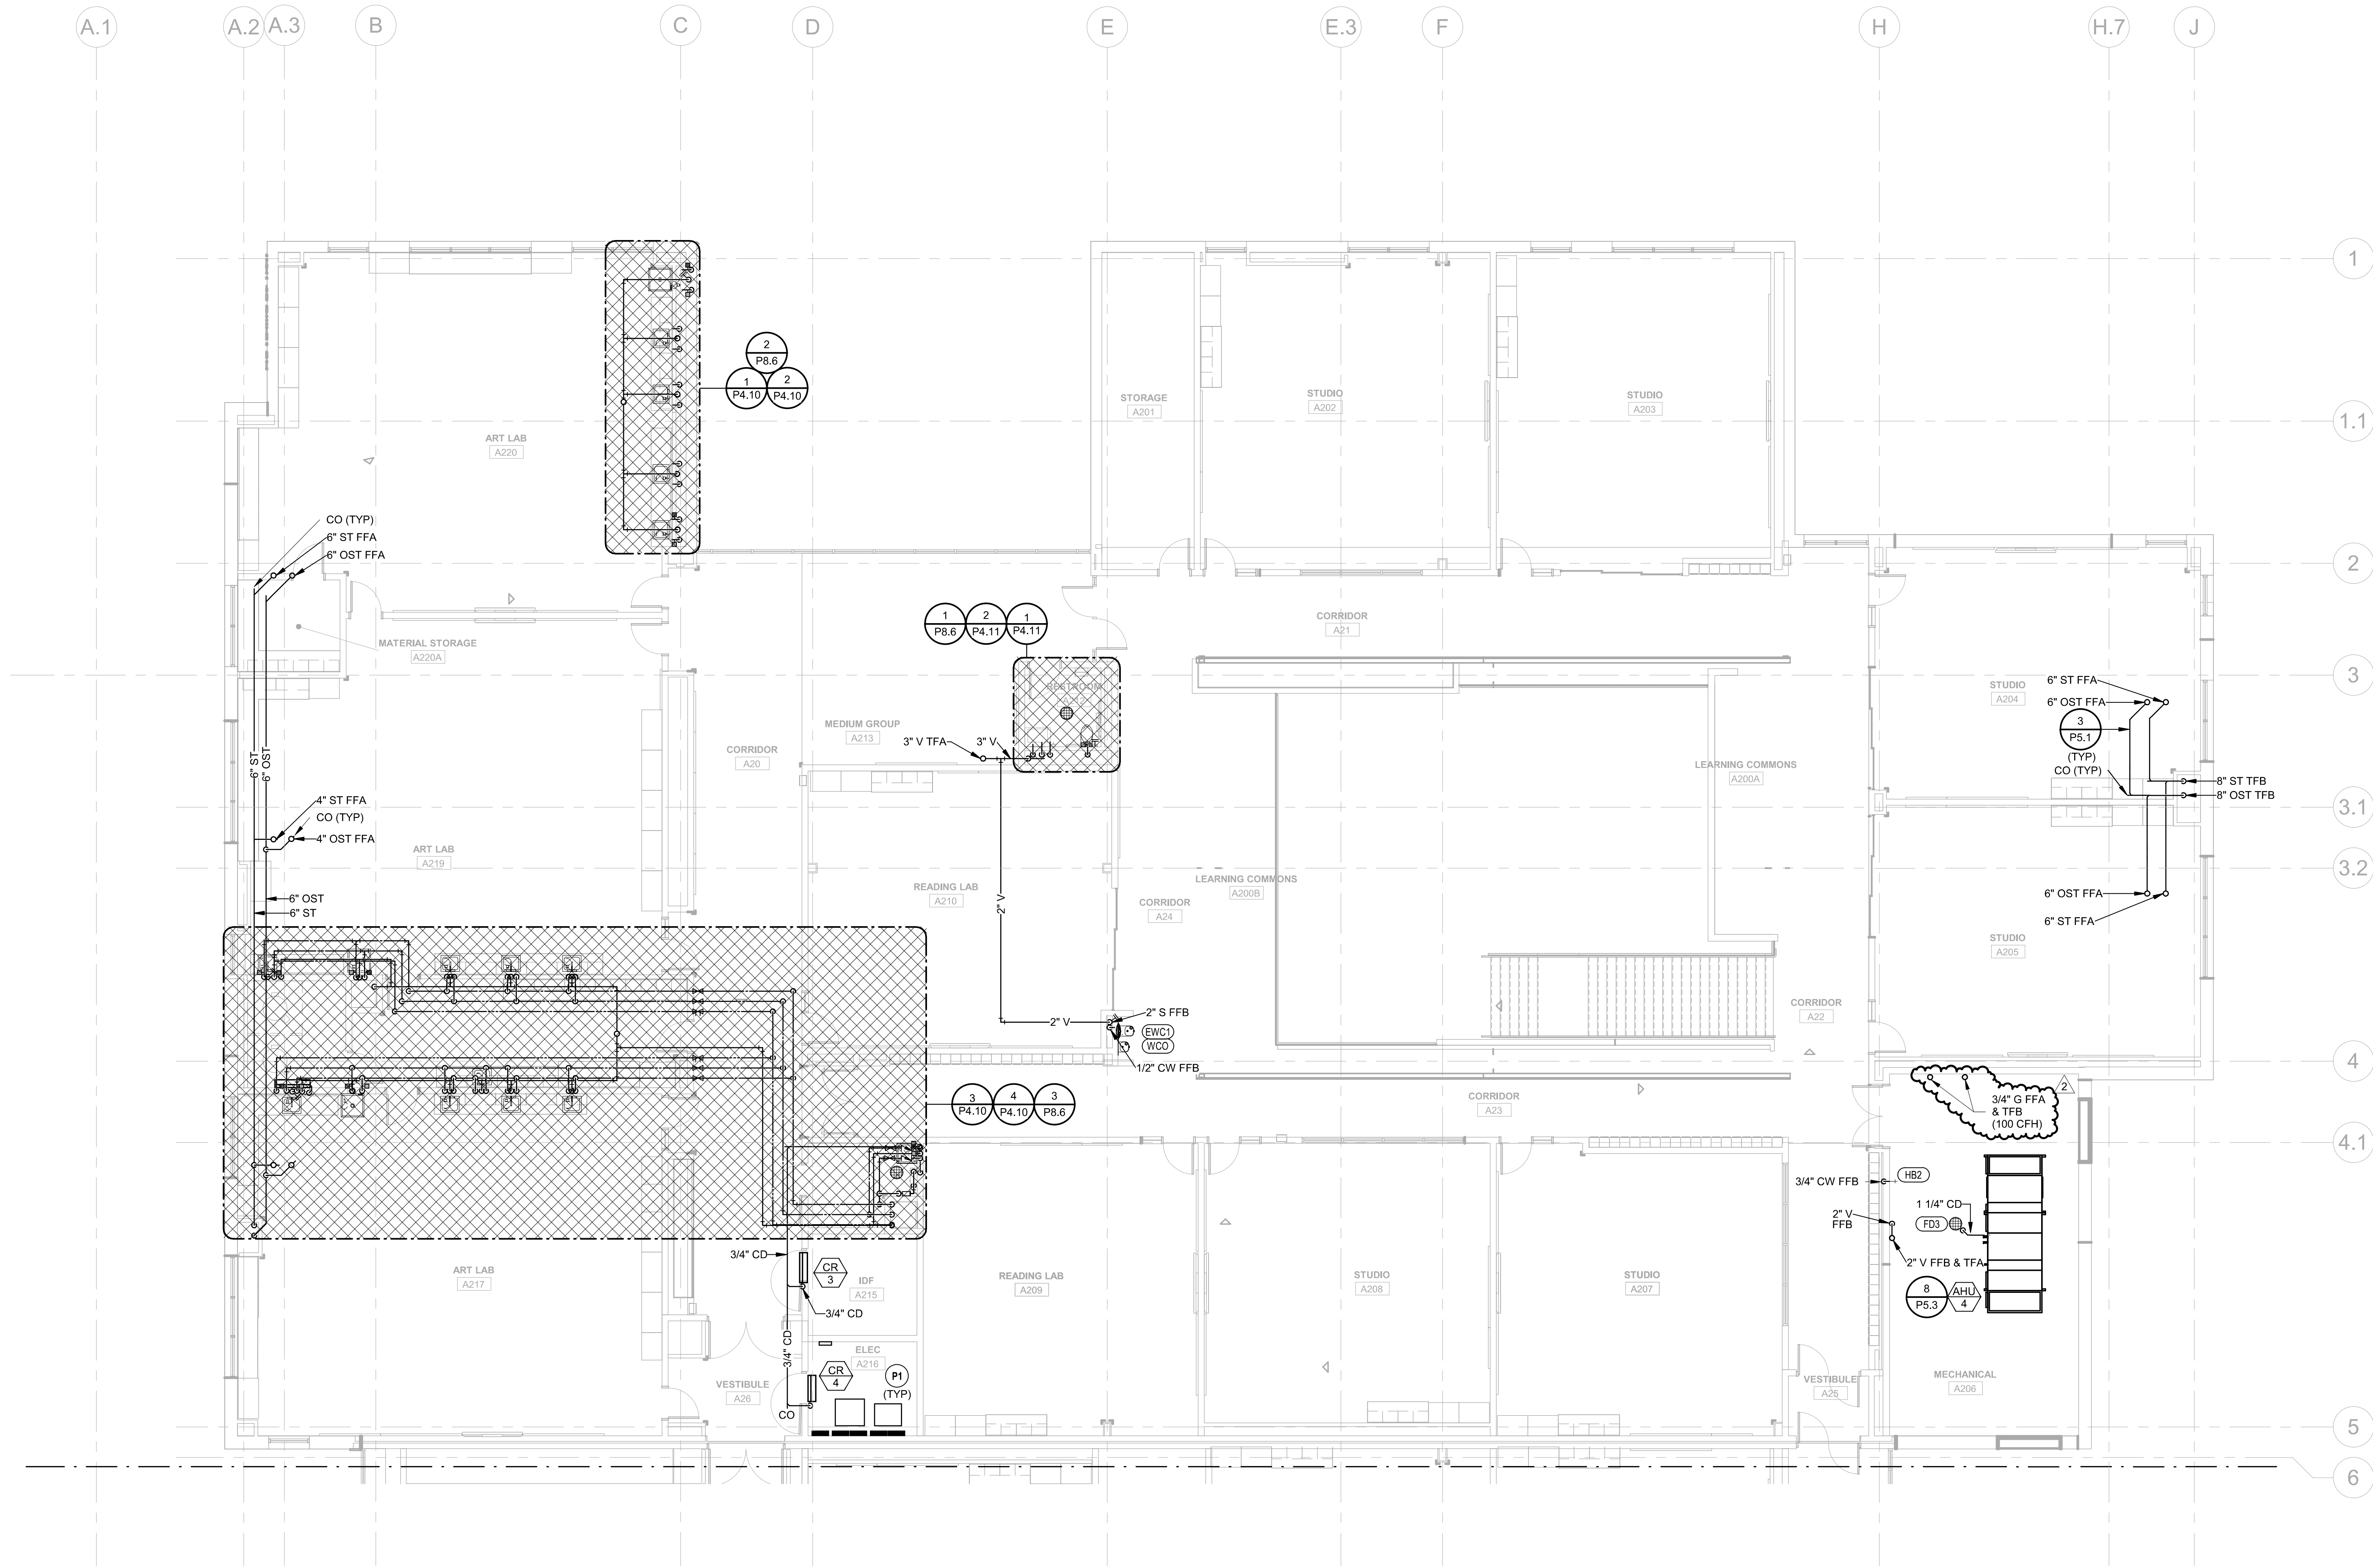 A.1
A.2
A.3
B
C
D
E
E.3
F
H
H.7
J
1
1.1
2
3
3.1
3.2
4
4.1
5
6
2
P8.6
1
P4.10
2
P4.10
STORAGE
A201
STUDIO
A202
STUDIO
A203
ART LAB
A220
CO (TYP)
6" ST FFA
6" OST FFA
MATERIAL STORAGE
A220A
1
P8.6
2
P4.11
1
P4.11
CORRIDOR
A21
RESTROOM
A212
MEDIUM GROUP
A213
3" V TFA
3" V
CORRIDOR
A20
6" ST
6" OST
STUDIO
A204
6" ST FFA
6" OST FFA
3
P5.1
(TYP)
CO (TYP)
8" ST TFB
8" OST TFB
LEARNING COMMONS
A200A
4" ST FFA
CO (TYP)
4" OST FFA
ART LAB
A219
6" OST
6" ST
READING LAB
A210
2" V
LEARNING COMMONS
A200B
CORRIDOR
A24
6" OST FFA
6" ST FFA
STUDIO
A205
2" V
2" S FFB
EWC1
WCO
1/2" CW FFB
CORRIDOR
A22
3
P4.10
4
P4.10
3
P8.6
CORRIDOR
A23
2
3/4" G FFA
& TFB
(100 CFH)
3/4" CW FFB
HB2
2" V
FFB
1 1/4" CD
FD3
2" V FFB & TFA
8
P5.3
AHU
4
3/4" CD
CR
3
IDF
A215
3/4" CD
3/4" CD
ART LAB
A217
READING LAB
A209
STUDIO
A208
STUDIO
A207
ELEC
A216
CR
4
P1
(TYP)
CO
VESTIBULE
A26
VESTIBULE
A25
MECHANICAL
A206